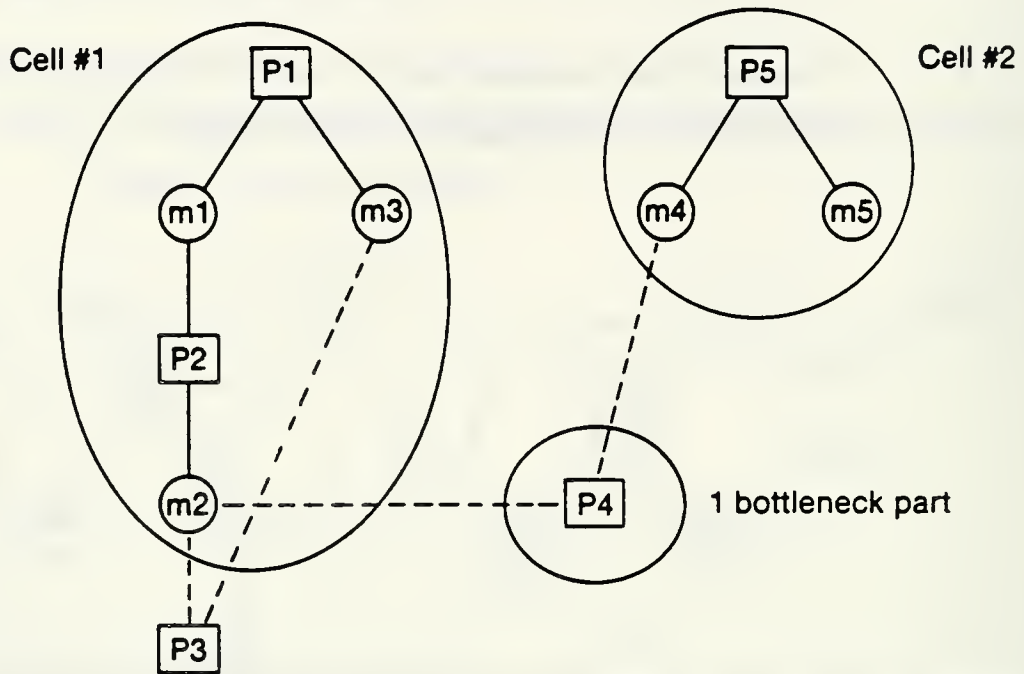 Cell #1
P1
P5
Cell #2
m1
m3
m4
m5
P2
m2
P4
1 bottleneck part
P3